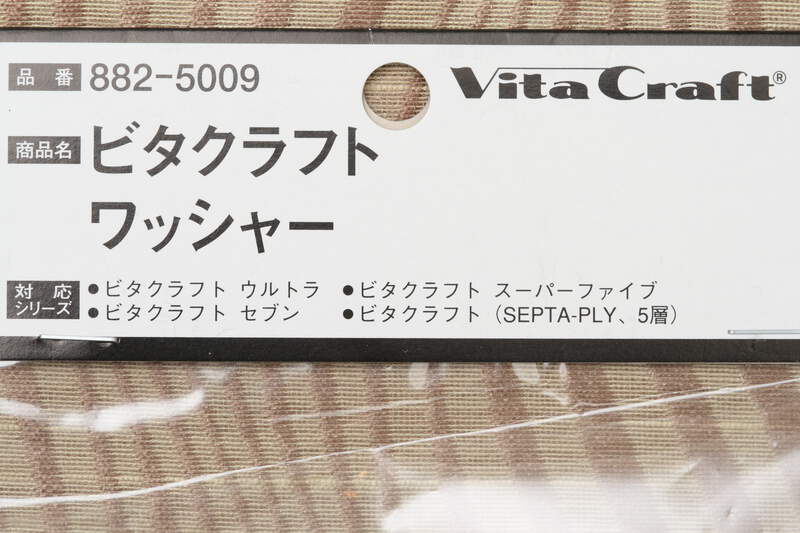 品番 882-5009
Vita Craft®
商品名 ビタクラフト
ワッシャー
対応シリーズ
●ビタクラフト ウルトラ ●ビタクラフト スーパーファイブ
●ビタクラフト セブン ●ビタクラフト（SEPTA-PLY、5層）